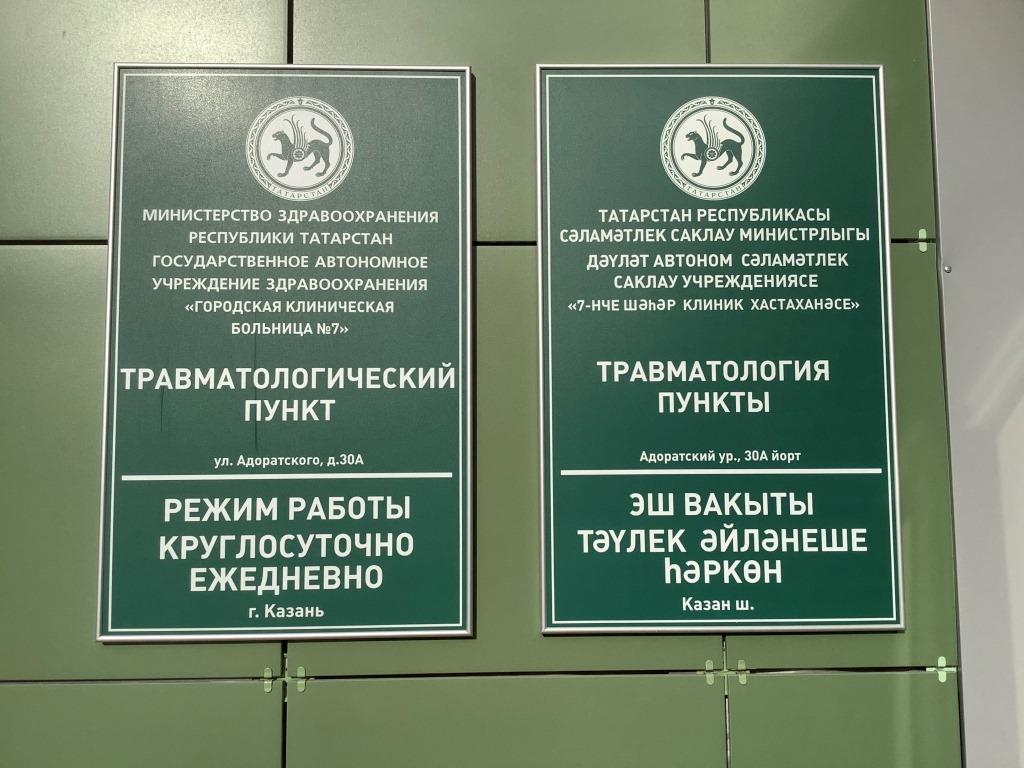 ТАТАРСТАН
МИНИСТЕРСТВО ЗДРАВООХРАНЕНИЯ
РЕСПУБЛИКИ ТАТАРСТАН
ГОСУДАРСТВЕННОЕ АВТОНОМНОЕ
УЧРЕЖДЕНИЕ ЗДРАВООХРАНЕНИЯ
«ГОРОДСКАЯ КЛИНИЧЕСКАЯ
БОЛЬНИЦА №7»
ТРАВМАТОЛОГИЧЕСКИЙ
ПУНКТ
ул. Адоратского, д.30А
РЕЖИМ РАБОТЫ
КРУГЛОСУТОЧНО
ЕЖЕДНЕВНО
г. Казань
ТАТАРСТАН
ТАТАРСТАН РЕСПУБЛИКАСЫ
СӘЛАМӘТЛЕК САКЛАУ МИНИСТРЛЫГЫ
ДӘҮЛӘТ АВТОНОМ СӘЛАМӘТЛЕК
САКЛАУ УЧРЕЖДЕНИЯСЕ
«7-НЧЕ ШӘҺӘР КЛИНИК ХАСТАХАНӘСЕ»
ТРАВМАТОЛОГИЯ
ПУНКТЫ
Адоратский ур., 30А йорт
ЭШ ВАКЫТЫ
ТӘҮЛЕК ӘЙЛӘНЕШЕ
ҺӘРКӨН
Казан ш.